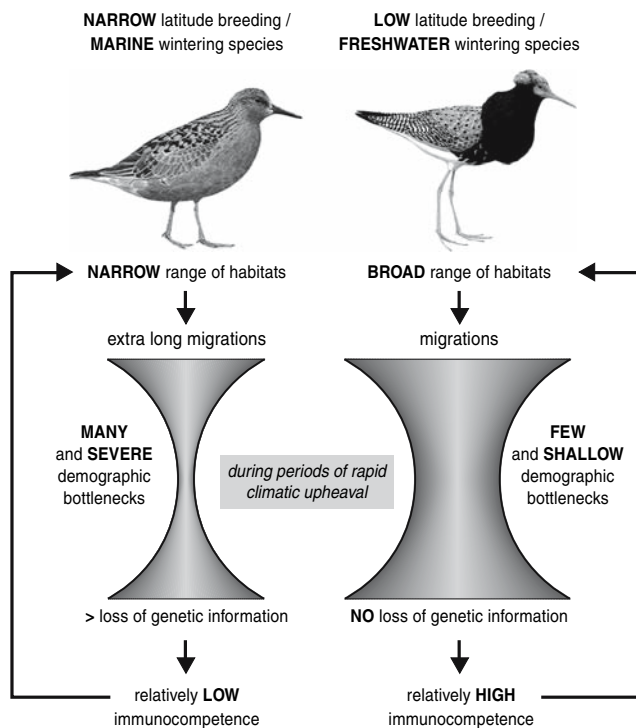 NARROW latitude breeding /
MARINE wintering species
LOW latitude breeding /
FRESHWATER wintering species
NARROW range of habitats
BROAD range of habitats
extra long migrations
migrations
MANY
and SEVERE
demographic
bottlenecks
during periods of rapid
climatic upheaval
FEW
and SHALLOW
demographic
bottlenecks
> loss of genetic information
NO loss of genetic information
relatively LOW
immunocompetence
relatively HIGH
immunocompetence